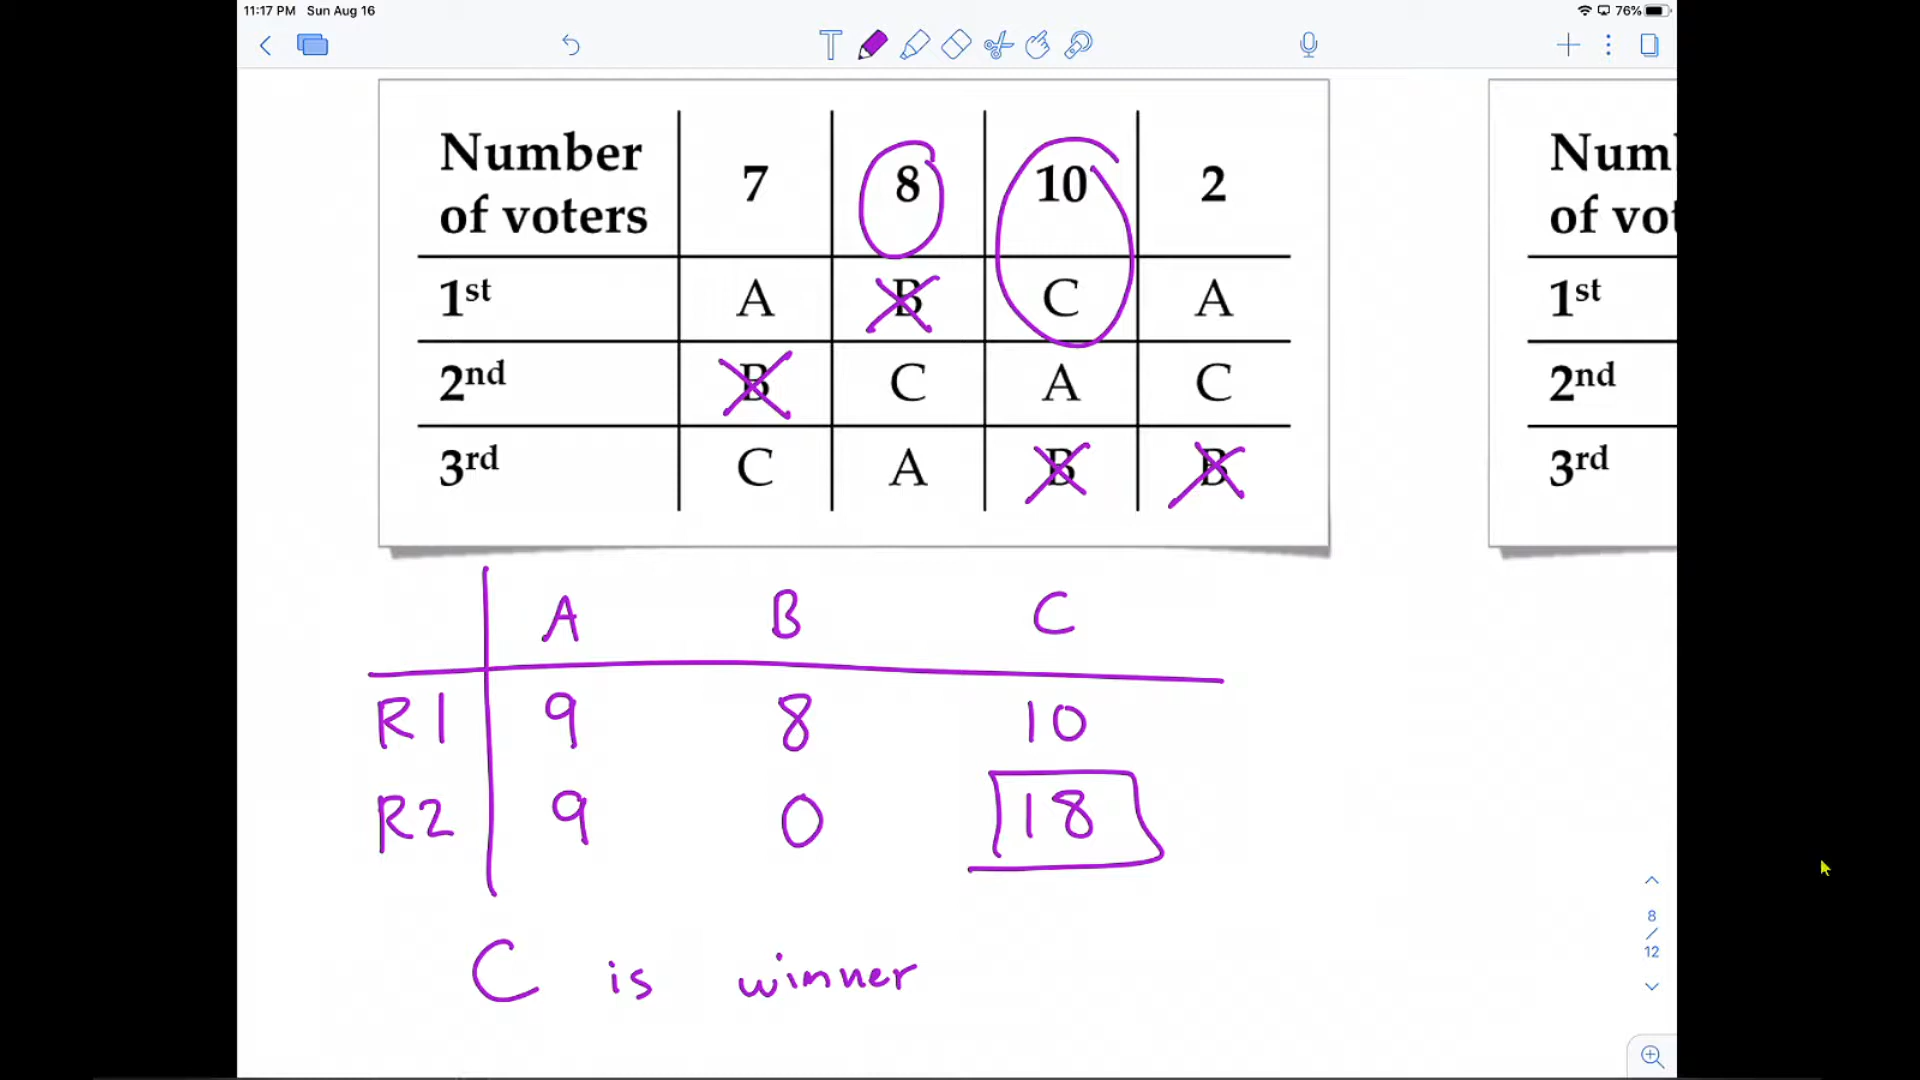 11:17 PM Sun Aug 16
76%
T
Number of voters 7 8 10 2
1st A B C A
2nd B C A C
3rd C A B B
Num
of vot
1st
2nd
3rd
A B C
R1 9 8 10
R2 9 0 18
C is winner
8
/
12